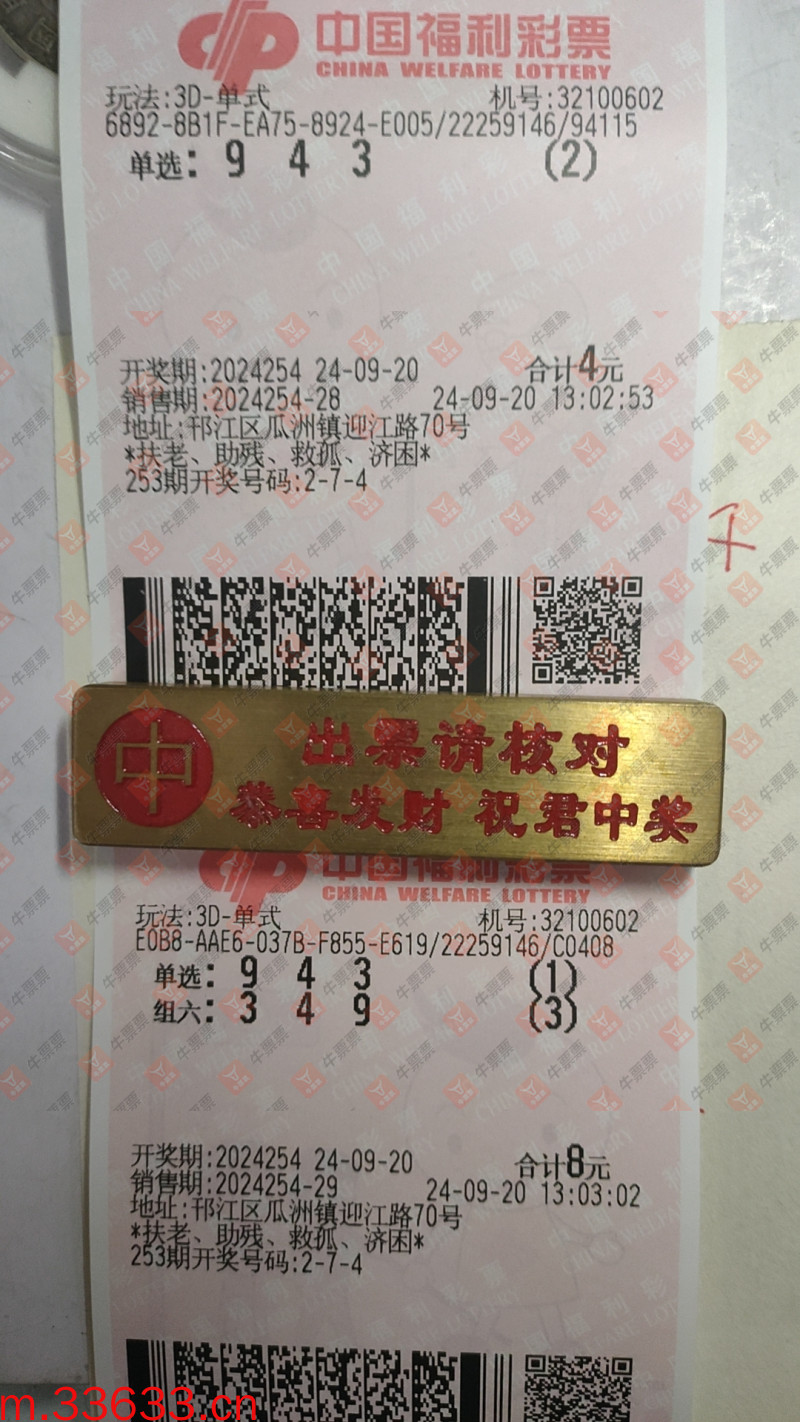 中国福利彩票
CHINA WELFARE LOTTERY
玩法:3D-单式 机号:32100602
6892-8B1F-EA75-8924-E005/22259146/94115
单选: 9 4 3 (2)
开奖期:2024254 24-09-20 合计4元
销售期:2024254-28 24-09-20 13:02:53
地址:邗江区瓜洲镇迎江路70号
*扶老、助残、救孤、济困*
253期开奖号码:2-7-4
中 出票请核对
恭喜发财 祝君中奖
中国福利彩票
CHINA WELFARE LOTTERY
玩法:3D-单式 机号:32100602
E0B8-AAE6-037B-F855-E619/22259146/C0408
单选: 9 4 3 (1)
组六: 3 4 9 (3)
开奖期:2024254 24-09-20 合计8元
销售期:2024254-29 24-09-20 13:03:02
地址:邗江区瓜洲镇迎江路70号
*扶老、助残、救孤、济困*
253期开奖号码:2-7-4
m.33633.cn
牛票票